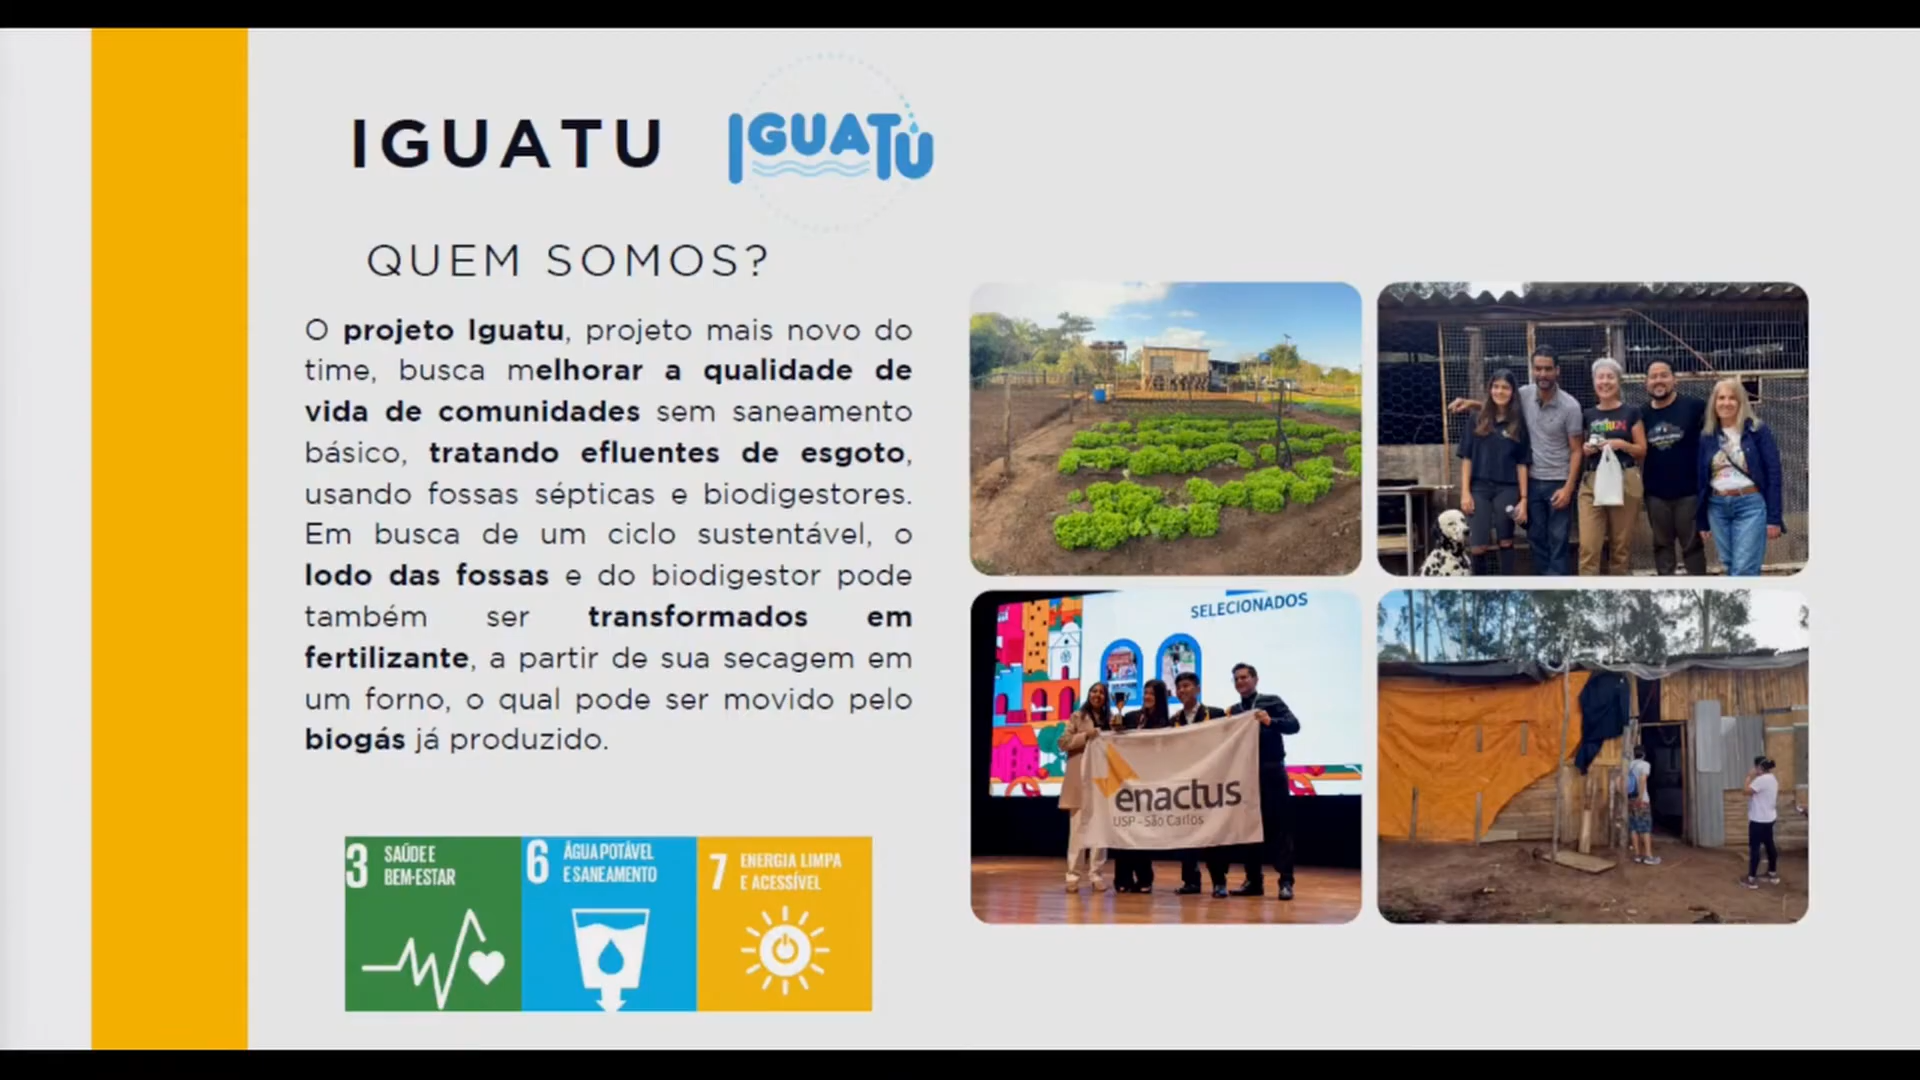 IGUATU
IGUATU
QUEM SOMOS?
O projeto Iguatu, projeto mais novo do
time, busca melhorar a qualidade de
vida de comunidades sem saneamento
básico, tratando efluentes de esgoto,
usando fossas sépticas e biodigestores.
Em busca de um ciclo sustentável, o
lodo das fossas e do biodigestor pode
também ser transformados em
fertilizante, a partir de sua secagem em
um forno, o qual pode ser movido pelo
biogás já produzido.
SELECIONADOS
enactus
USP - São Carlos
3 SAÚDE E
BEM-ESTAR
6 ÁGUA POTÁVEL
E SANEAMENTO
7 ENERGIA LIMPA
E ACESSÍVEL